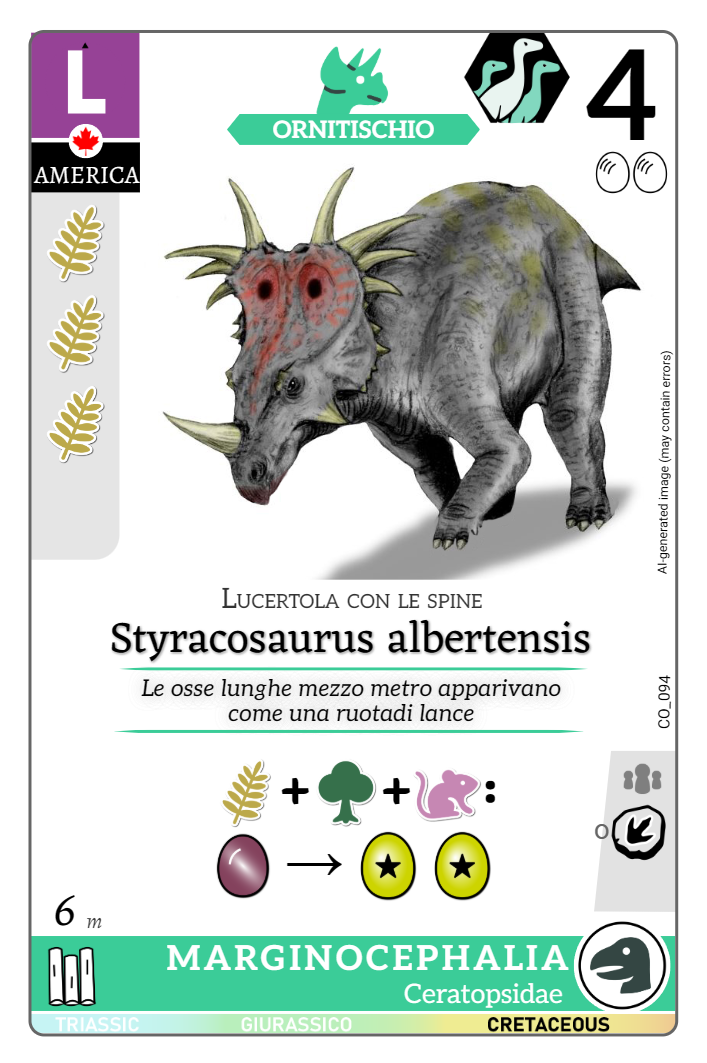 L
AMERICA
ORNITISCHIO
4
AI-generated image (may contain errors)
LUCERTOLA CON LE SPINE
Styracosaurus albertensis
Le osse lunghe mezzo metro apparivano
come una ruotadi lance
CO_094
+ + :
o
6 m
MARGINOCEPHALIA
Ceratopsidae
TRIASSIC GIURASSICO CRETACEOUS